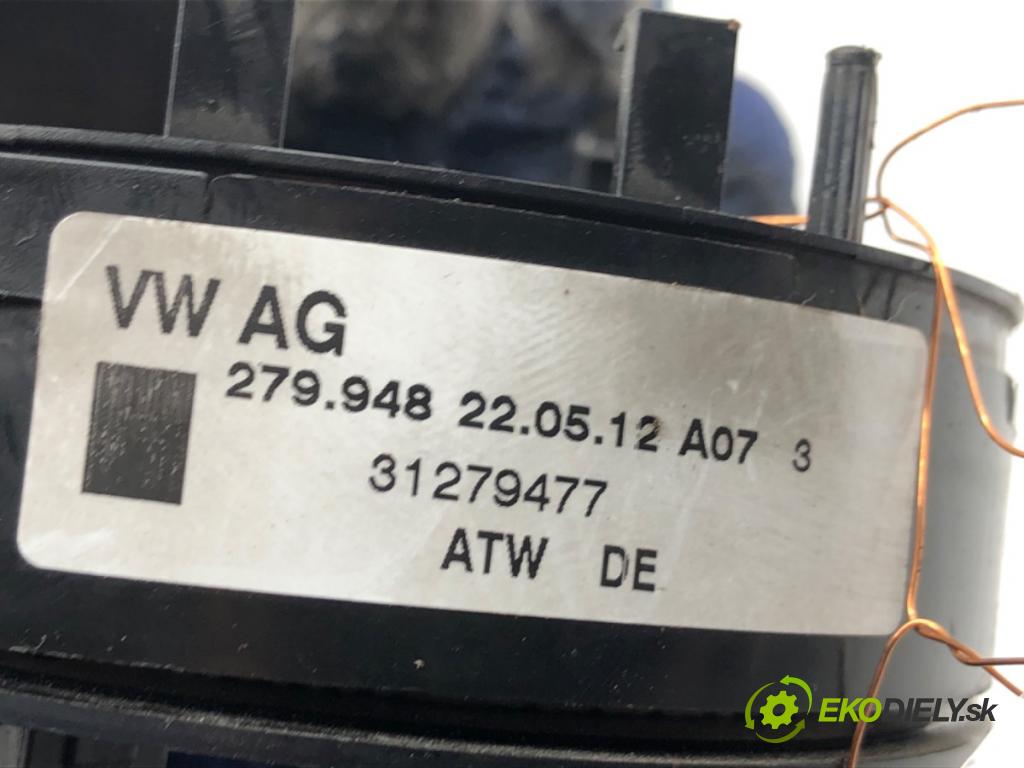 VW AG
279.948 22.05.12 A07 3
31279477
ATW DE
EKODIELY.sk